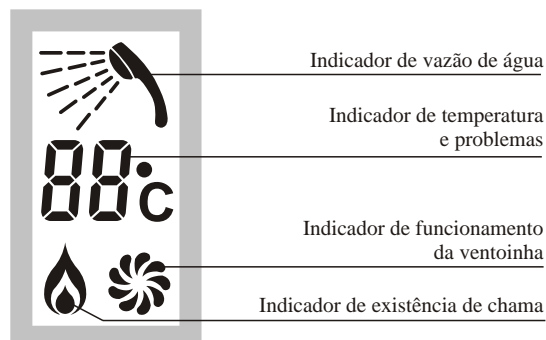 Indicador de vazão de água
Indicador de temperatura
e problemas
88°C
Indicador de funcionamento
da ventoinha
Indicador de existência de chama